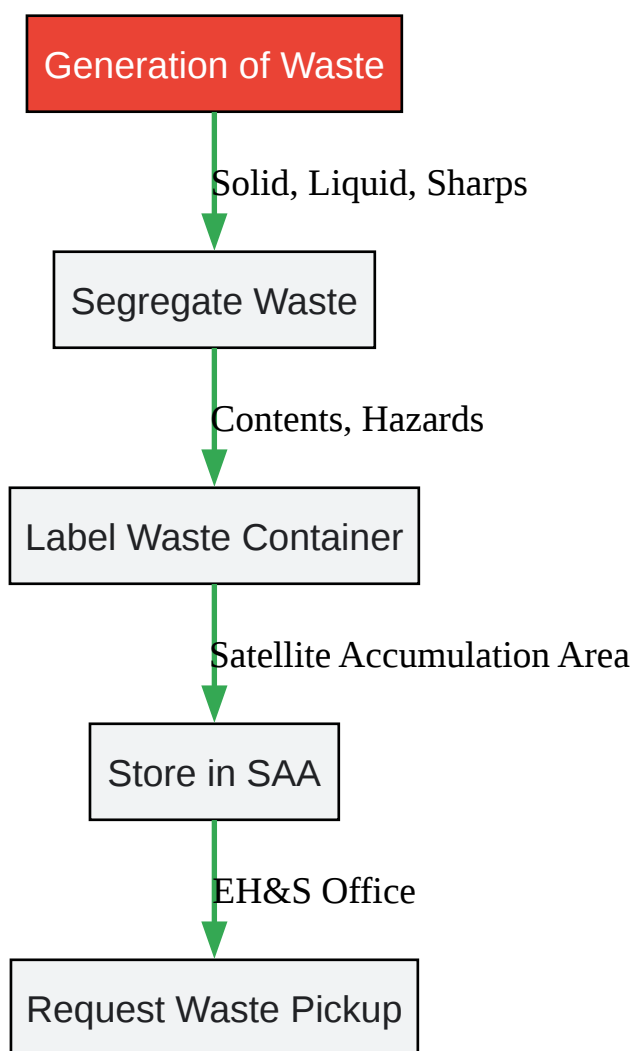 Generation of Waste
Solid, Liquid, Sharps
Segregate Waste
Contents, Hazards
Label Waste Container
Satellite Accumulation Area
Store in SAA
EH&S Office
Request Waste Pickup